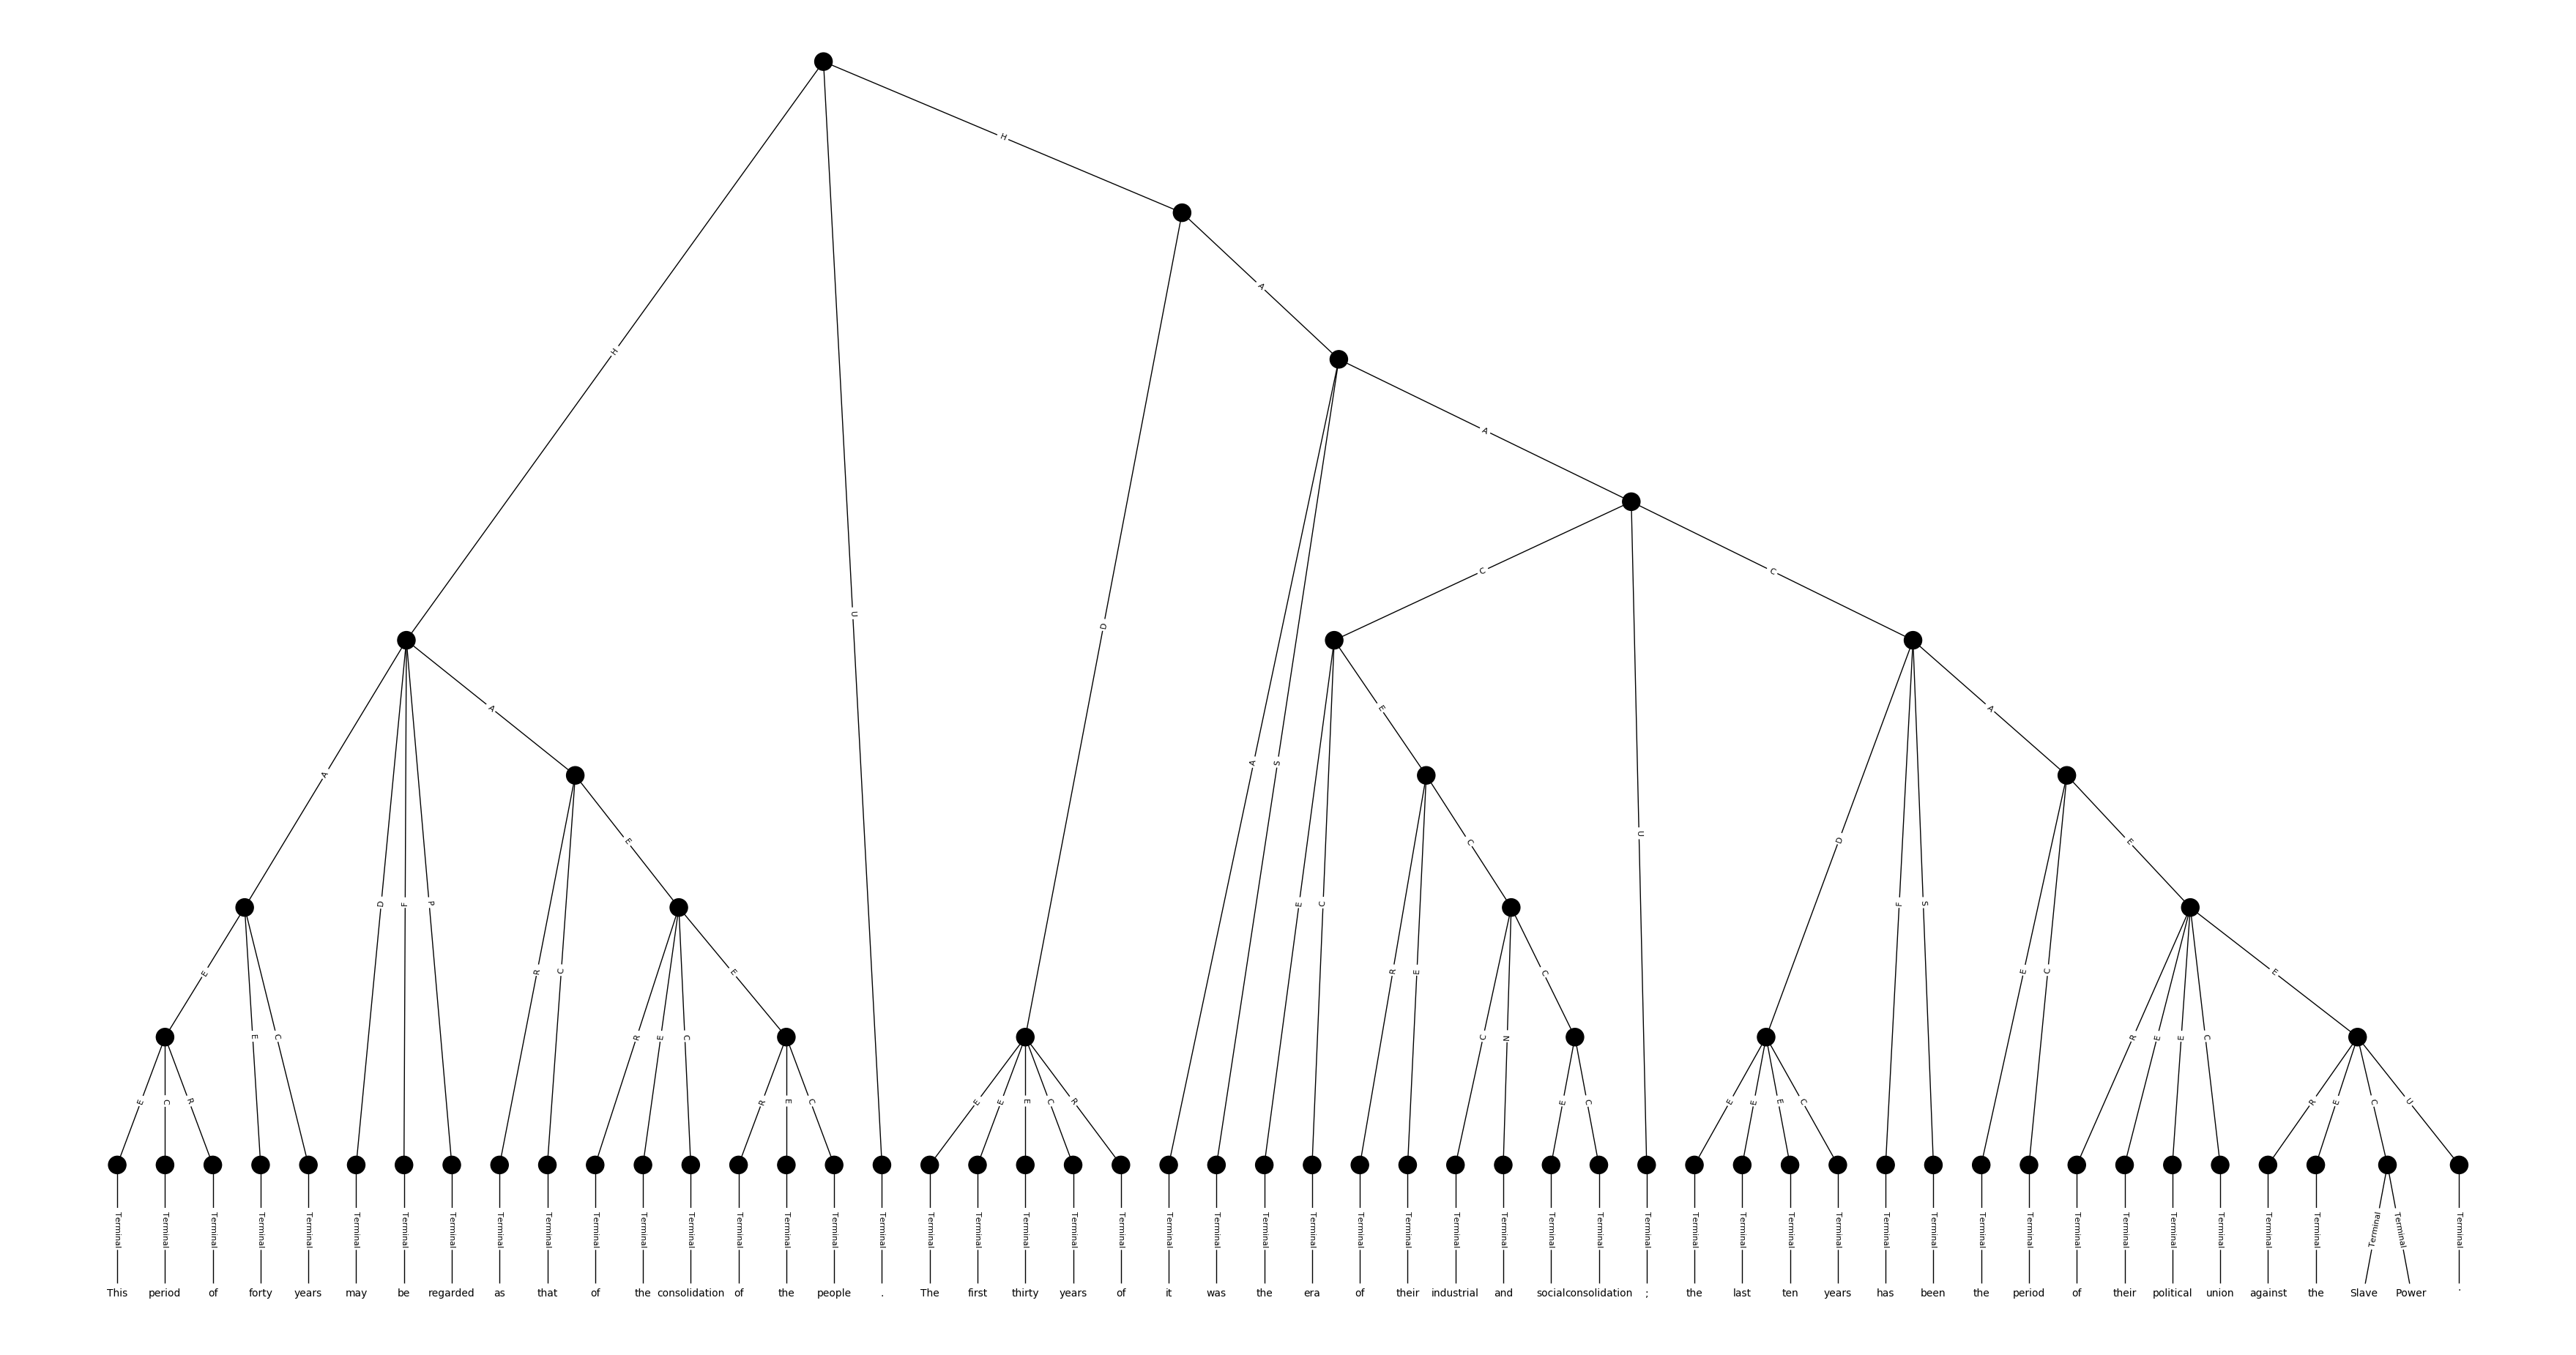 H
H
A
A
C
C
H
U
D
A
E
A
A
D
F
P
E
R
C
E
A
S
E
C
C
U
D
F
S
E
C
E
E
E
C
R
C
R
E
C
R
E
C
N
E
R
E
E
C
E
C
R
R
E
C
E
E
E
C
R
E
C
E
E
E
C
R
E
C
U
Terminal Terminal Terminal Terminal Terminal Terminal Terminal Terminal Terminal Terminal Terminal Terminal Terminal Terminal Terminal Terminal Terminal Terminal Terminal Terminal Terminal Terminal Terminal Terminal Terminal Terminal Terminal Terminal Terminal Terminal Terminal Terminal Terminal Terminal Terminal Terminal Terminal Terminal Terminal Terminal Terminal Terminal Terminal Terminal Terminal Terminal Terminal Terminal Terminal Terminal
This period of forty years may be regarded as that of the consolidation of the people . The first thirty years of it was the era of their industrial and social consolidation ; the last ten years has been the period of their political union against the Slave Power .